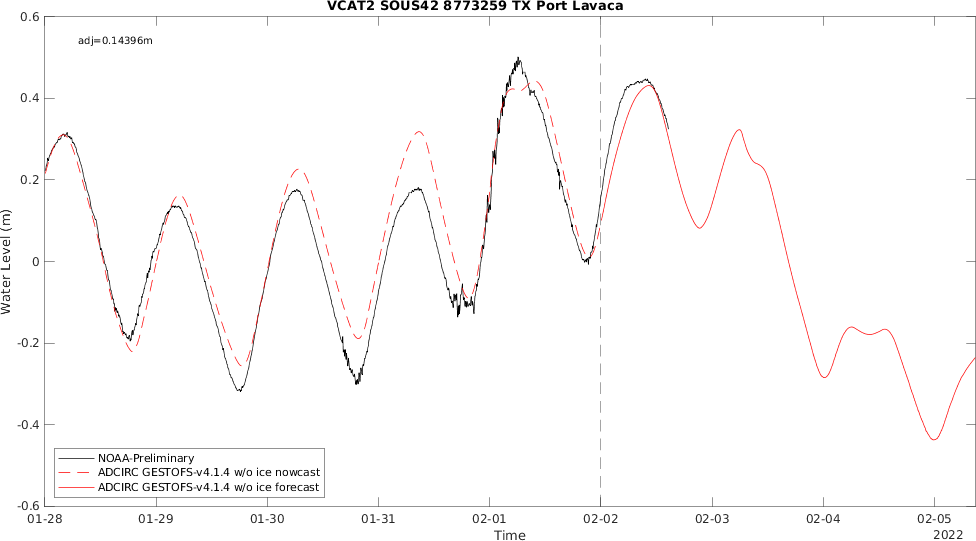 VCAT2 SOUS42 8773259 TX Port Lavaca
adj=0.14396m
0.6
0.4
0.2
0
-0.2
-0.4
-0.6
Water Level (m)
NOAA-Preliminary
ADCIRC GESTOFS-v4.1.4 w/o ice nowcast
ADCIRC GESTOFS-v4.1.4 w/o ice forecast
01-28 01-29 01-30 01-31 02-01 02-02 02-03 02-04 02-05
Time
2022